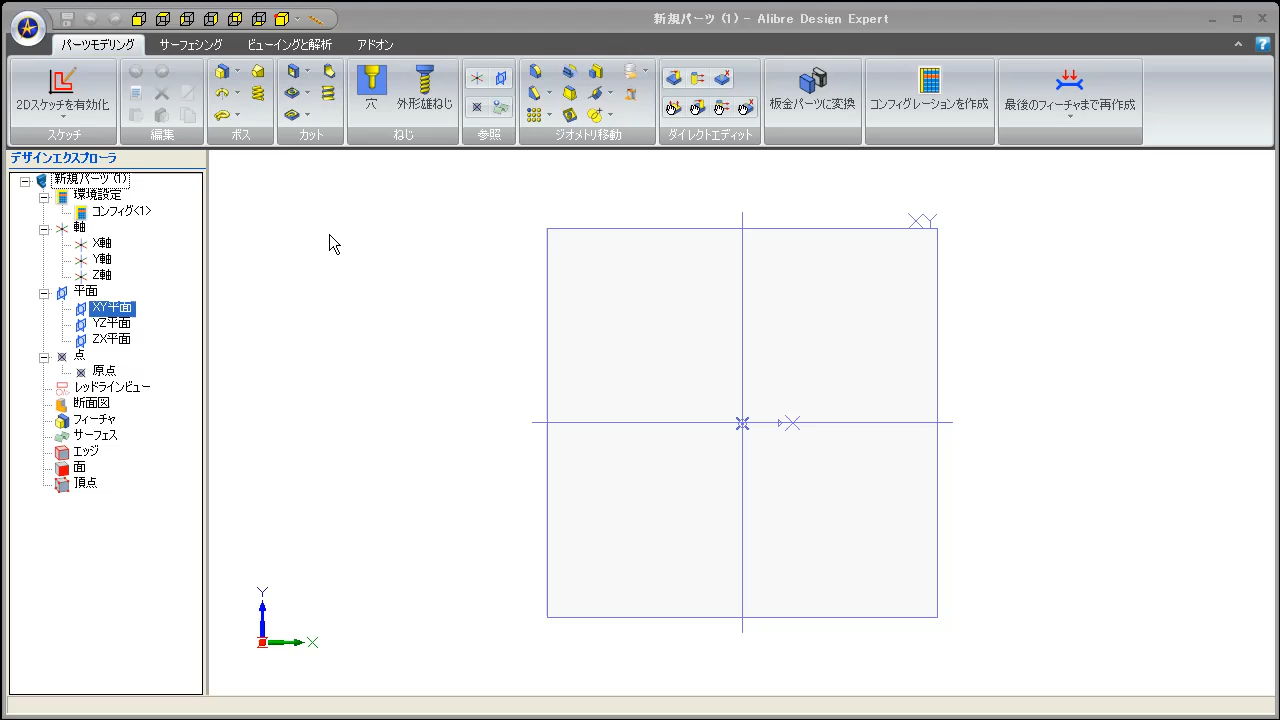 新規パーツ (1) - Alibre Design Expert
パーツモデリング サーフェシング ビューイングと解析 アドオン
2Dスケッチを有効化 穴 外形雄ねじ 板金パーツに変換 コンフィグレーションを作成 最後のフィーチャまで再作成
スケッチ 編集 ボス カット ねじ 参照 ジオメトリ移動 ダイレクトエディット
デザインエクスプローラ
新規パーツ (1)
環境設定
コンフィグ<1>
軸
X軸
Y軸
Z軸
平面
XY平面
YZ平面
ZX平面
点
原点
レッドラインビュー
断面図
フィーチャ
サーフェス
エッジ
面
頂点
XY
X
Y
X